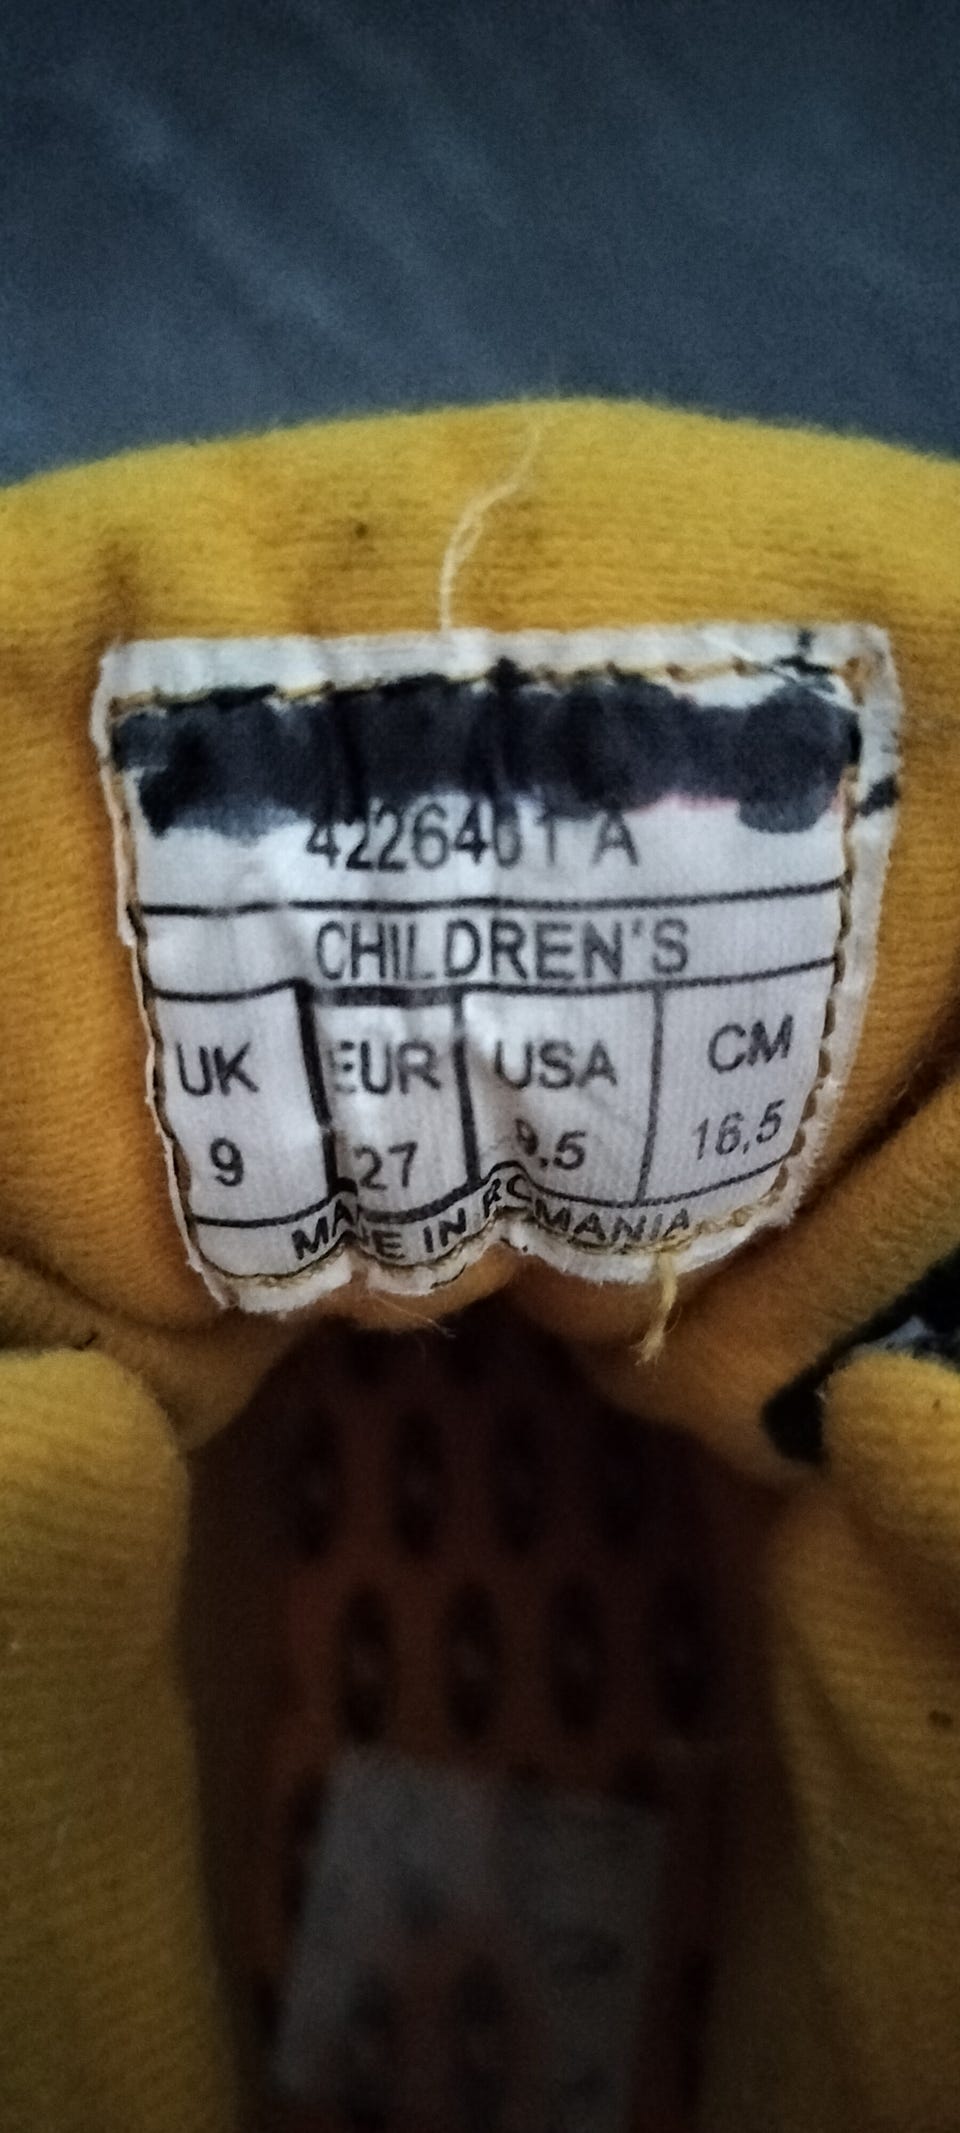 4226401 A
CHILDREN'S
UK EUR USA CM
9 27 9,5 16,5
MADE IN ROMANIA